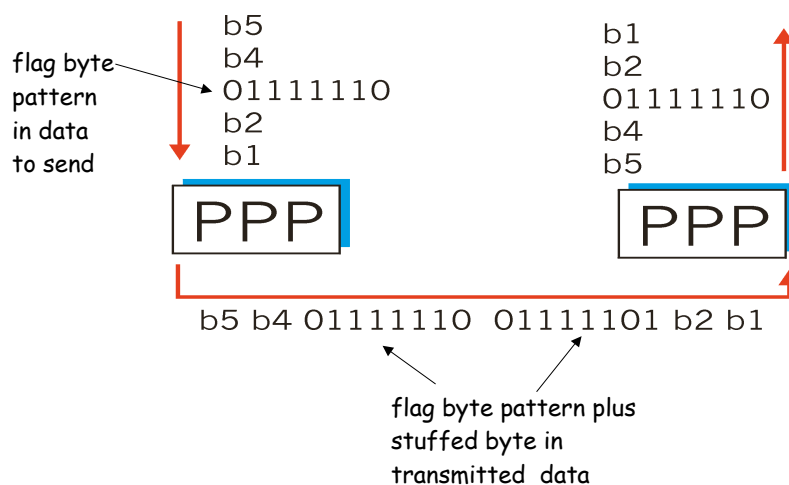 flag byte
pattern
in data
to send
b5
b4
01111110
b2
b1
PPP
b1
b2
01111110
b4
b5
PPP
b5 b4 01111110 01111101 b2 b1
flag byte pattern plus
stuffed byte in
transmitted data